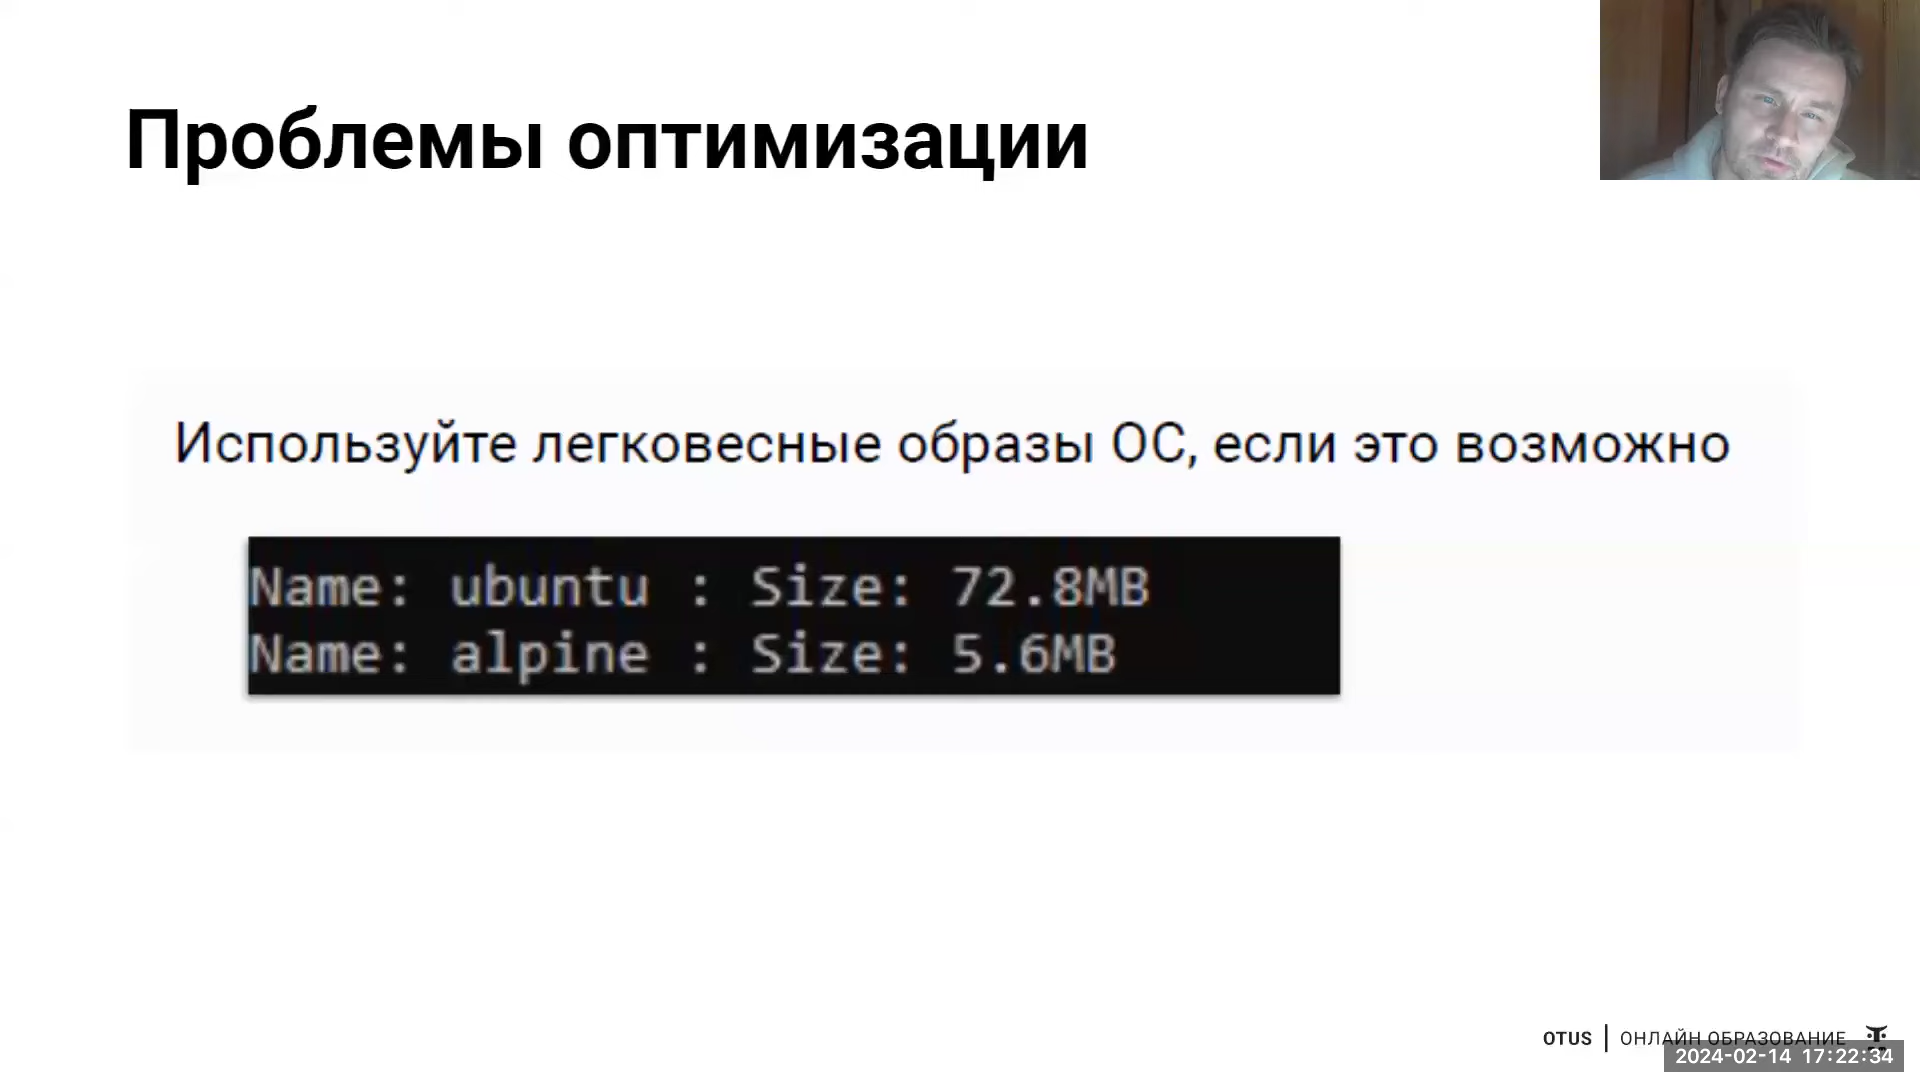 Проблемы оптимизации
Используйте легковесные образы ОС, если это возможно
Name: ubuntu : Size: 72.8MB
Name: alpine : Size: 5.6MB
OTUS | ОНЛАЙН ОБРАЗОВАНИЕ
2024-02-14 17:22:34